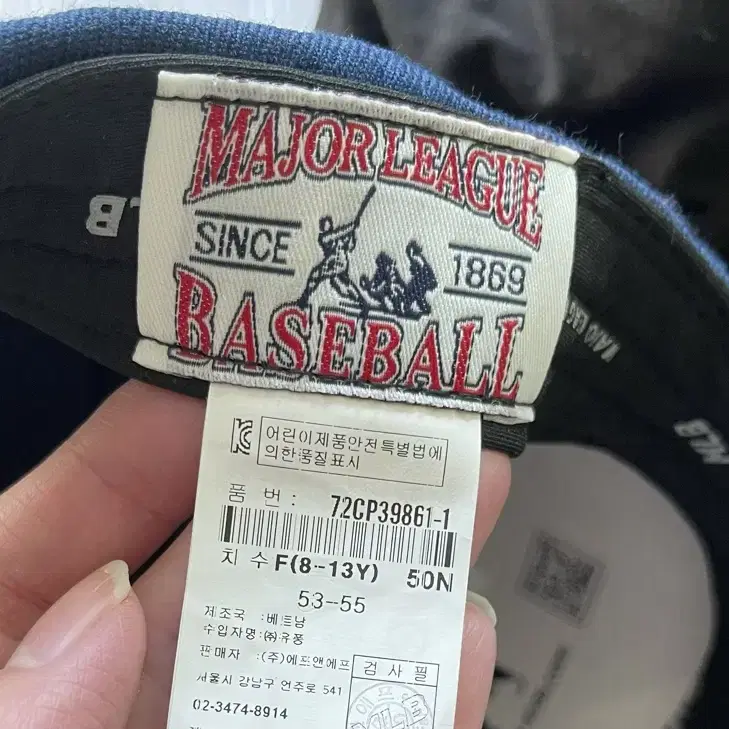 MAJOR LEAGUE
SINCE 1869
BASEBALL
LB
MLB
어린이제품안전특별법에
의한품질표시
품 번 : 72CP39861-1
치 수 F(8-13Y) 50N
53-55
제조국 :베트남
수입자명:㈜유풍
판매자 :(주)에프앤에프
검사필
서울시 강남구 언주로 541
02-3474-8914